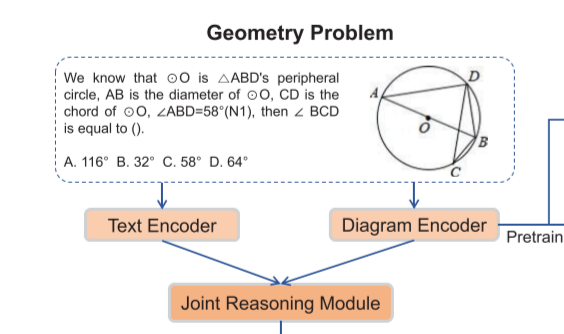 Geometry Problem
We know that ⊙O is △ABD's peripheral
circle, AB is the diameter of ⊙O, CD is the
chord of ⊙O, ∠ABD=58°(N1), then ∠ BCD
is equal to ().
A. 116° B. 32° C. 58° D. 64°
A
D
O
B
C
Text Encoder
Diagram Encoder
Pretrain
Joint Reasoning Module